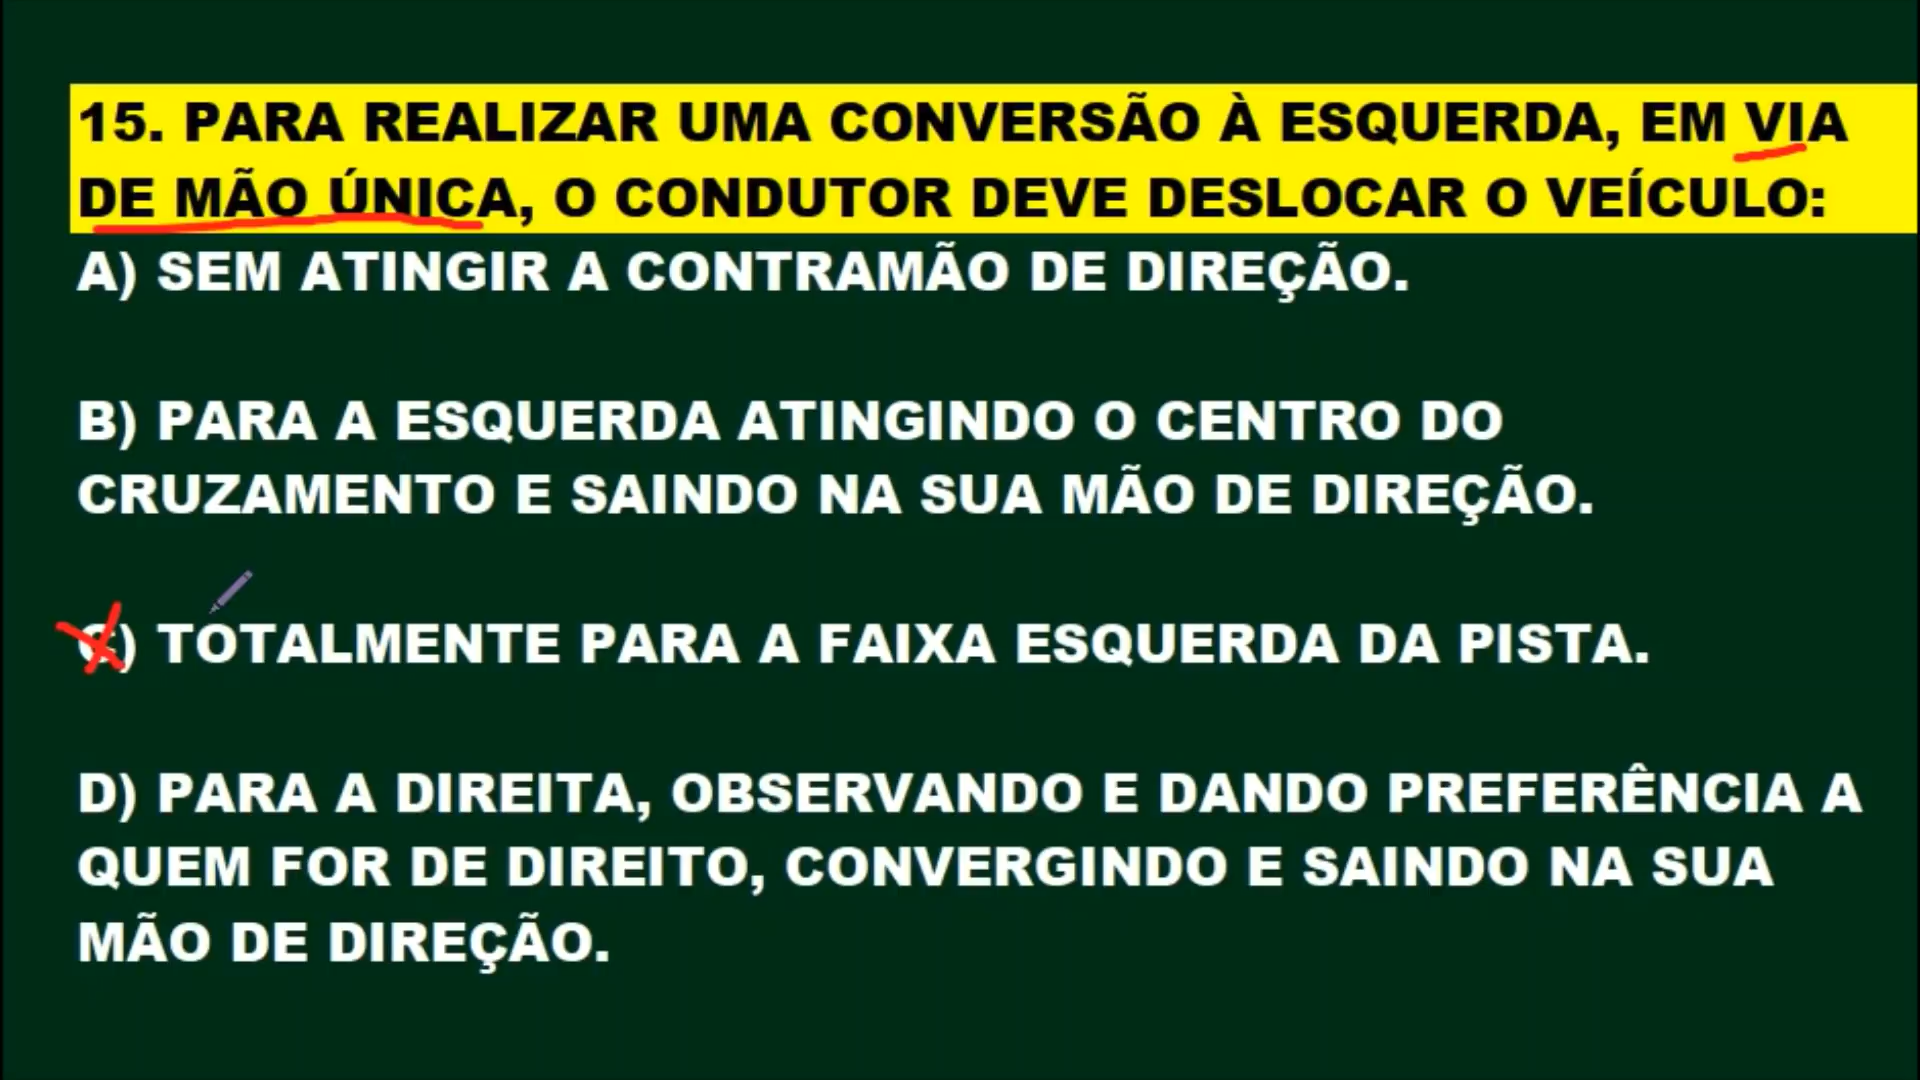 15. PARA REALIZAR UMA CONVERSÃO À ESQUERDA, EM VIA
DE MÃO ÚNICA, O CONDUTOR DEVE DESLOCAR O VEÍCULO:
A) SEM ATINGIR A CONTRAMÃO DE DIREÇÃO.
B) PARA A ESQUERDA ATINGINDO O CENTRO DO
CRUZAMENTO E SAINDO NA SUA MÃO DE DIREÇÃO.
C) TOTALMENTE PARA A FAIXA ESQUERDA DA PISTA.
D) PARA A DIREITA, OBSERVANDO E DANDO PREFERÊNCIA A
QUEM FOR DE DIREITO, CONVERGINDO E SAINDO NA SUA
MÃO DE DIREÇÃO.